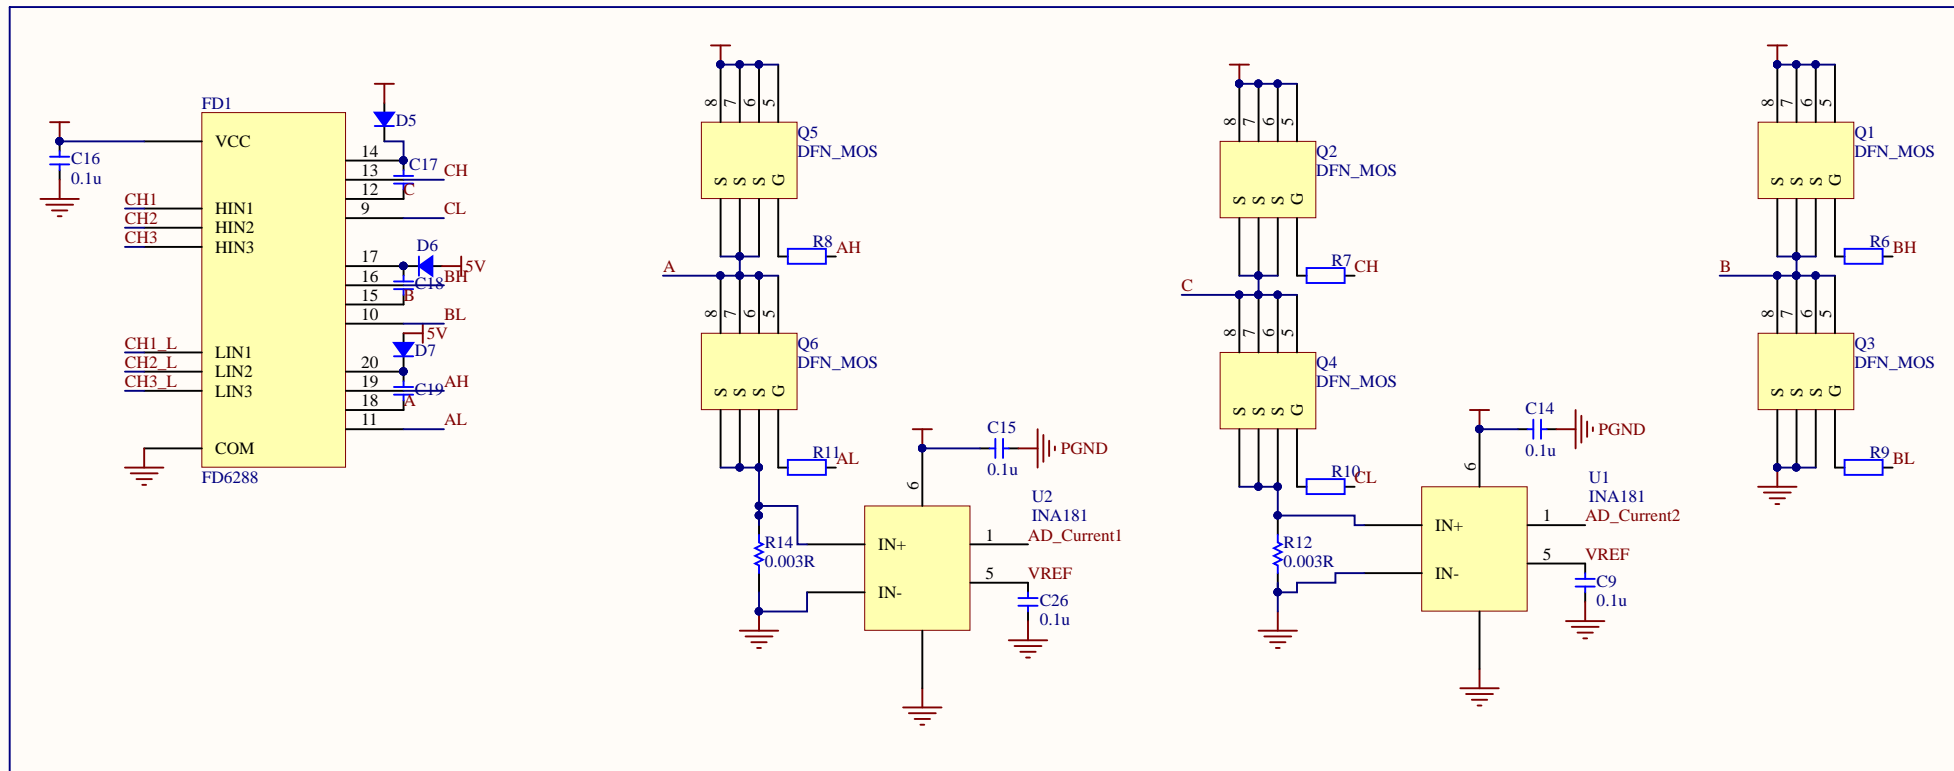 FD1
VCC
HIN1
HIN2
HIN3
LIN1
LIN2
LIN3
COM
FD6288
C16
0.1u
CH1
CH2
CH3
CH1_L
CH2_L
CH3_L
D5
14
13
12
9
C17
CH
C
CL
17
16
15
10
D6
5V
BH
C18
B
BL
5V
D7
20
19
18
11
AH
C19
A
AL
8
7
6
5
Q5
DFN_MOS
S
S
S
G
R8
AH
A
8
7
6
5
Q6
DFN_MOS
S
S
S
G
R11
AL
R14
0.003R
C15
0.1u
PGND
6
U2
INA181
IN+
IN-
1
AD_Current1
5
VREF
C26
0.1u
8
7
6
5
Q2
DFN_MOS
S
S
S
G
R7
CH
C
8
7
6
5
Q4
DFN_MOS
S
S
S
G
R10
CL
R12
0.003R
C14
0.1u
PGND
6
U1
INA181
IN+
IN-
1
AD_Current2
5
VREF
C9
0.1u
8
7
6
5
Q1
DFN_MOS
S
S
S
G
R6
BH
B
8
7
6
5
Q3
DFN_MOS
S
S
S
G
R9
BL